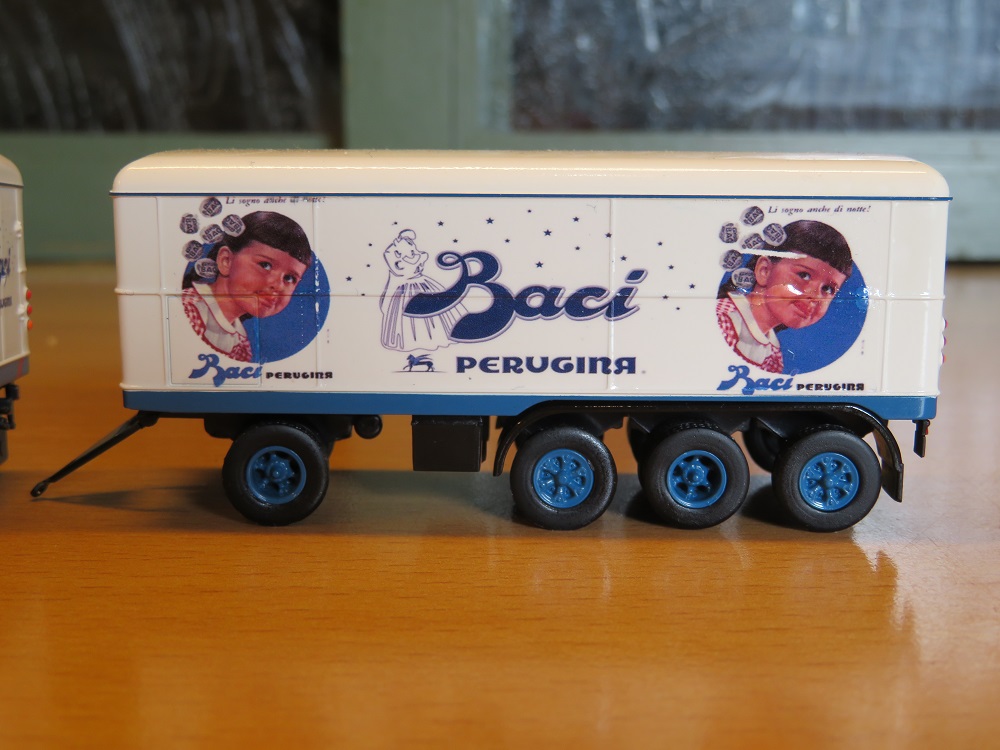 Li sogno anche di notte!
Baci
PERUGINA
Baci
PERUGINA
Li sogno anche di notte!
Baci
PERUGINA